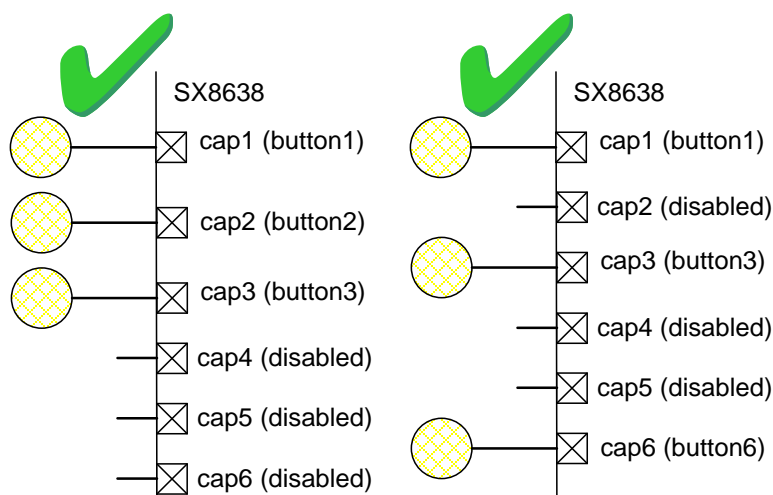 SX8638
cap1 (button1)
cap2 (button2)
cap3 (button3)
cap4 (disabled)
cap5 (disabled)
cap6 (disabled)
SX8638
cap1 (button1)
cap2 (disabled)
cap3 (button3)
cap4 (disabled)
cap5 (disabled)
cap6 (button6)